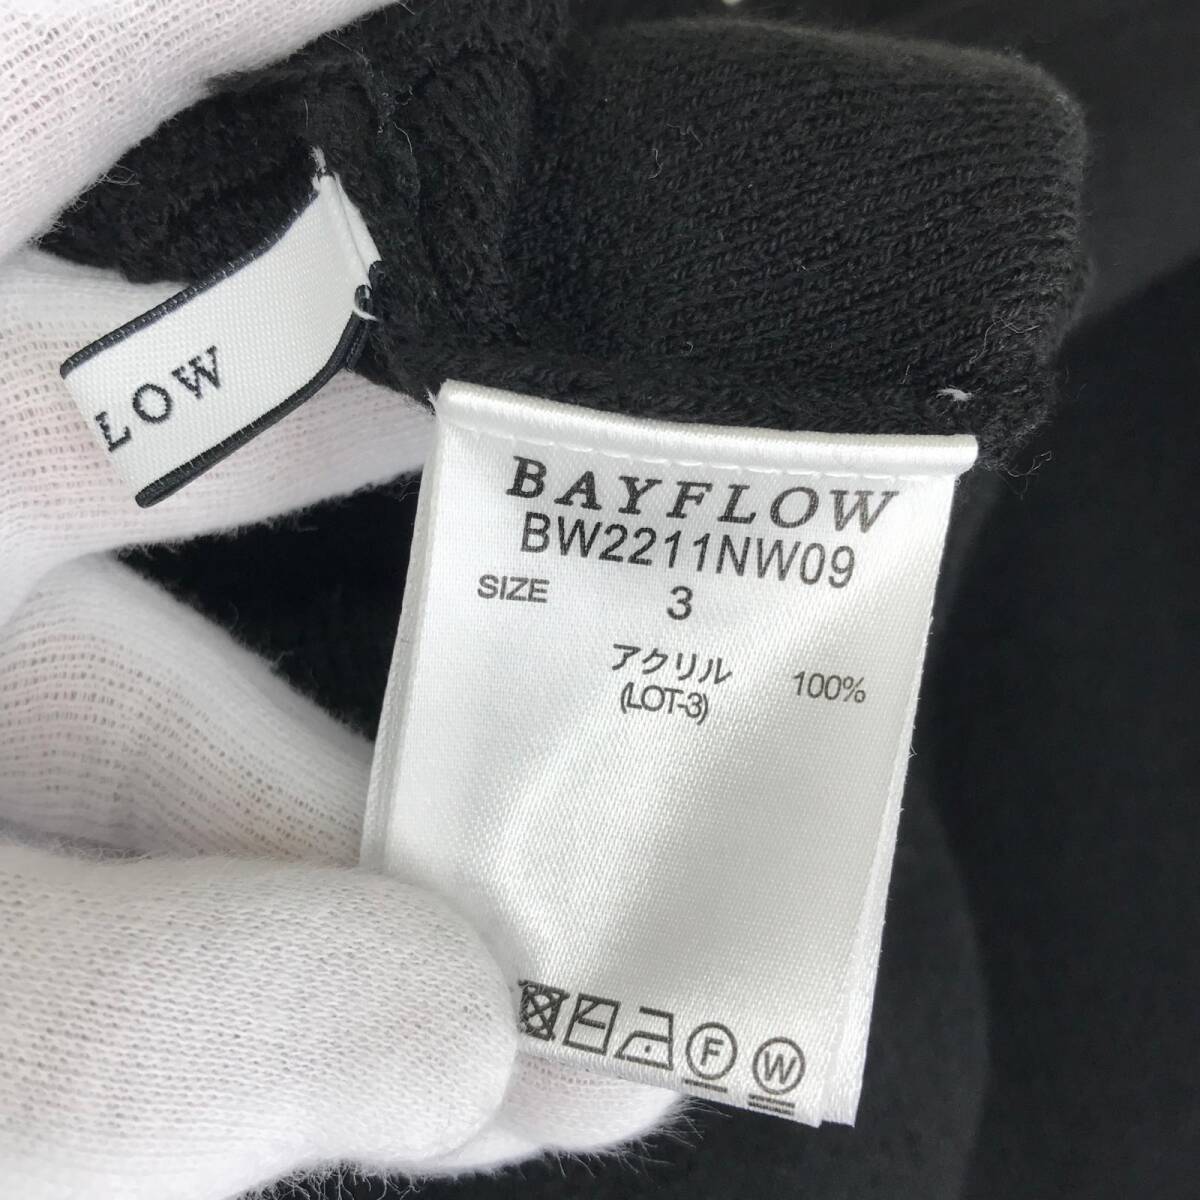 LOW
BAYFLOW
BW2211NW09
SIZE 3
アクリル 100%
(LOT-3)
F W